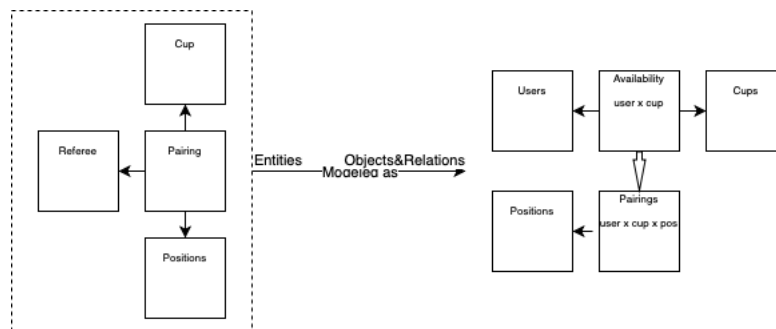 Cup
Referee
Pairing
Positions
Entities
Objects&Relations
Modeled as
Users
Availability
user x cup
Cups
Positions
Pairings
user x cup x pos